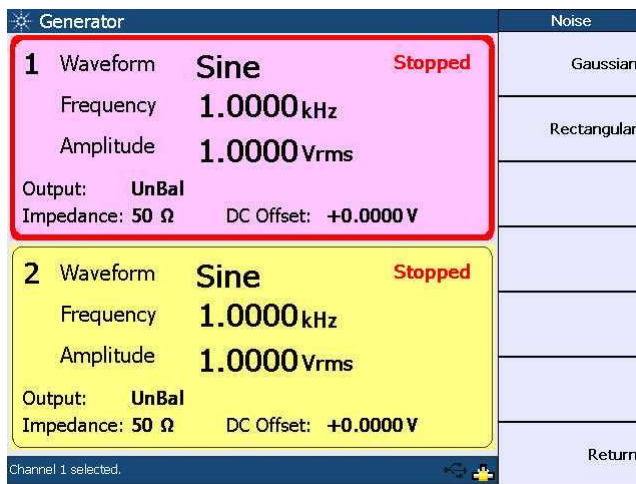 Generator
1 Waveform Sine Stopped
Frequency 1.0000 kHz
Amplitude 1.0000 Vrms
Output: UnBal
Impedance: 50 Ω DC Offset: +0.0000 V
2 Waveform Sine Stopped
Frequency 1.0000 kHz
Amplitude 1.0000 Vrms
Output: UnBal
Impedance: 50 Ω DC Offset: +0.0000 V
Channel 1 selected.
Noise
Gaussian
Rectangular
Return